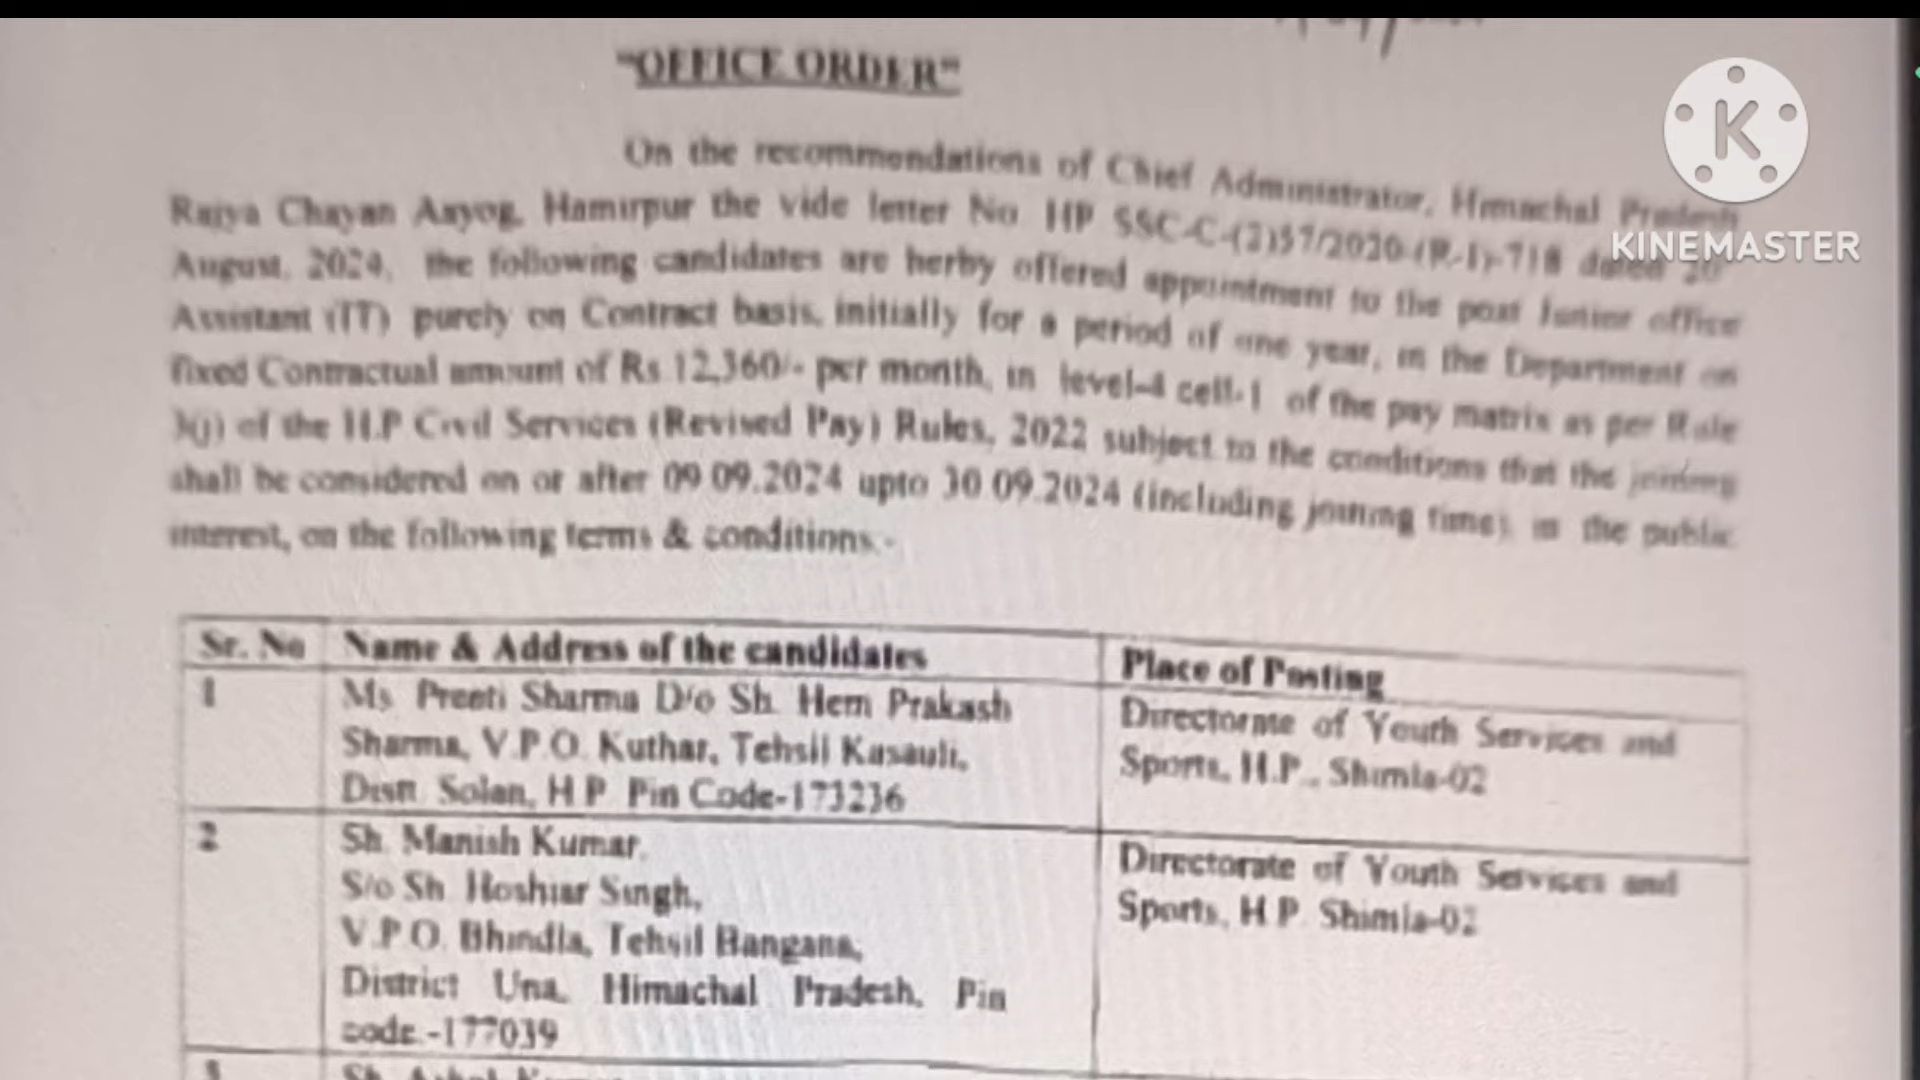 "OFFICE ORDER"
On the recommendations of Chief Administrator, Himachal Pradesh
Rajya Chayan Aayog, Hamirpur the vide letter No HP SSC-C-(2)57/2020-(R-I)-718 dated 20
August, 2024, the following candidates are herby offered appointment to the post Junior office
Assistant (IT) purely on Contract basis, initially for a period of one year, in the Department on
fixed Contractual amount of Rs 12,360/- per month, in level-4 cell-1 of the pay matrix as per Rule
3(j) of the H.P Civil Services (Revised Pay) Rules, 2022 subject to the conditions that the joining
shall be considered on or after 09.09.2024 upto 30.09.2024 (including joining time), in the public
interest, on the following terms & conditions:-
Sr. No Name & Address of the candidates Place of Posting
1 Ms Preeti Sharma D/o Sh. Hem Prakash Directorate of Youth Services and
Sharma, V.P.O. Kuthar, Tehsil Kasauli, Sports, H.P., Shimla-02
Distt. Solan, H P Pin Code-173236
2 Sh. Manish Kumar, Directorate of Youth Services and
S/o Sh Hoshiar Singh, Sports, H P. Shimla-02
V.P.O. Bhindla, Tehsil Bangana,
District Una, Himachal Pradesh, Pin
code.-177039
3 Sh.
K
KINEMASTER